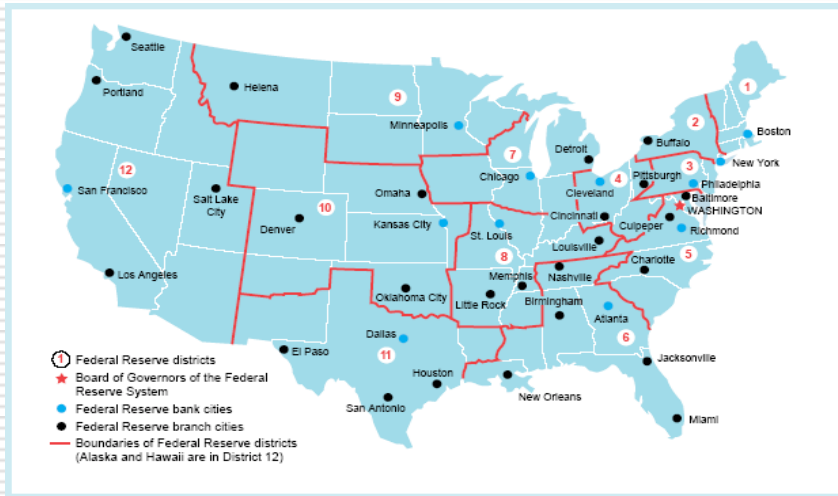 Seattle
Portland
Helena
9
1
2
Minneapolis
Boston
Buffalo
7
Detroit
3
New York
12
4
Pittsburgh
Philadelphia
Chicago
Cleveland
San Francisco
Salt Lake
City
Omaha
Baltimore
WASHINGTON
10
Cincinnati
Culpeper
Denver
Kansas City
St. Louis
Richmond
Louisville
8
5
Charlotte
Los Angeles
Memphis
Nashville
Oklahoma City
Little Rock
Birmingham
Atlanta
Dallas
6
El Paso
11
Jacksonville
Houston
San Antonio
New Orleans
Miami
1 Federal Reserve districts
Board of Governors of the Federal
Reserve System
Federal Reserve bank cities
Federal Reserve branch cities
Boundaries of Federal Reserve districts
(Alaska and Hawaii are in District 12)